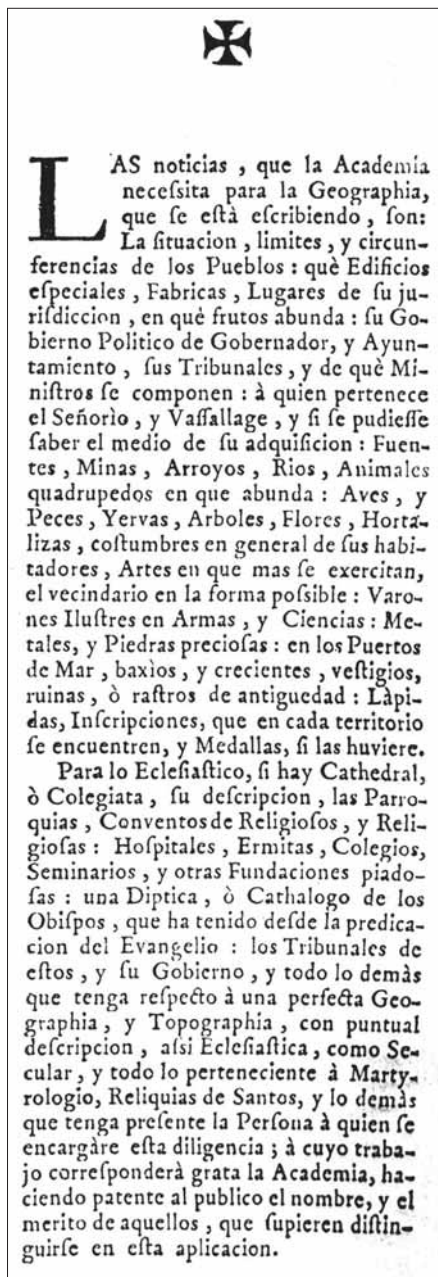 LAS noticias , que la Academia
neceſsita para la Geographia,
que ſe eſtà eſcribiendo , ſon:
La ſituacion , limites , y circun-
ferencias de los Pueblos : què Edificios
eſpeciales , Fabricas , Lugares de ſu ju-
riſdiccion , en què frutos abunda : ſu Go-
bierno Politico de Gobernador, y Ayun-
tamiento , ſus Tribunales , y de què Mi-
niſtros ſe componen : à quien pertenece
el Señorìo , y Vaſſallage , y ſi ſe pudieſſe
ſaber el medio de ſu adquiſicion : Fuen-
tes , Minas , Arroyos , Rios , Animales
quadrupedos en que abunda : Aves , y
Peces , Yervas , Arboles , Flores , Horta-
lizas , coſtumbres en general de ſus habi-
tadores , Artes en que mas ſe exercitan,
el vecindario en la forma poſsible : Varo-
nes Iluſtres en Armas , y Ciencias : Me-
tales, y Piedras precioſas : en los Puertos
de Mar , baxìos , y crecientes , veſtigios,
ruinas , ò raſtros de antiguedad : Làpi-
das, Inſcripciones, que en cada territorio
ſe encuentren, y Medallas, ſi las huviere.
Para lo Ecleſiaſtico, ſi hay Cathedral,
ò Colegiata , ſu deſcripcion , las Parro-
quias , Conventos de Religioſos , y Reli-
gioſas : Hoſpitales , Ermitas , Colegios,
Seminarios , y otras Fundaciones piado-
ſas : una Diptica , ò Cathalogo de los
Obiſpos , que ha tenido deſde la predica-
cion del Evangelio : los Tribunales de
eſtos , y ſu Gobierno , y todo lo demàs
que tenga reſpecto à una perfecta Geo-
graphia , y Topographia , con puntual
deſcripcion , aſsi Ecleſiaſtica , como Se-
cular , y todo lo perteneciente à Marty-
rologio, Reliquias de Santos, y lo demàs
que tenga preſente la Perſona à quien ſe
encargàre eſta diligencia ; à cuyo traba-
jo correſponderà grata la Academia, ha-
ciendo patente al publico el nombre, y el
merito de aquellos , que ſupieren diſtin-
guirſe en eſta aplicacion.